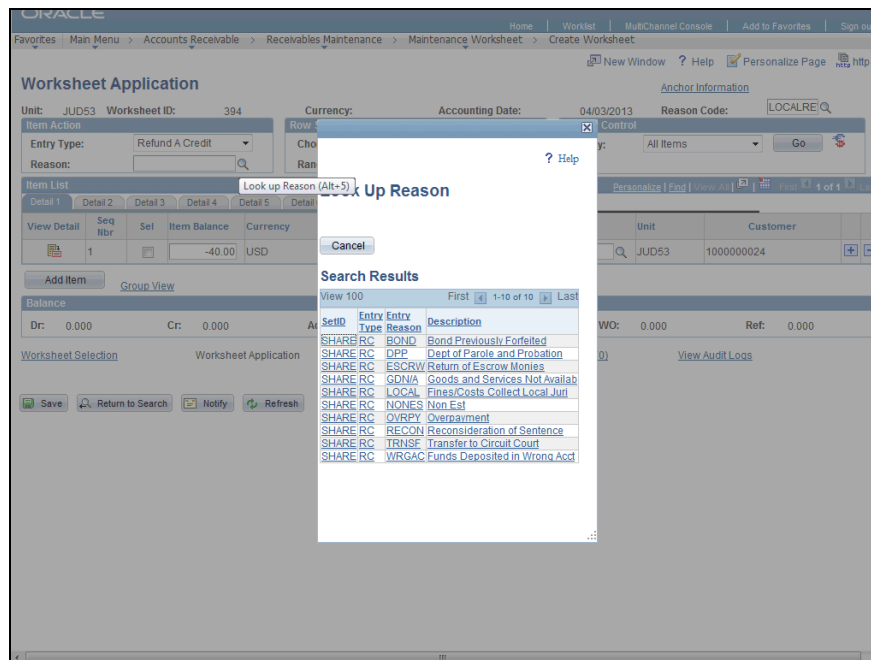 ORACLE
Home | Worklist | MultiChannel Console | Add to Favorites | Sign ou
Favorites | Main Menu > Accounts Receivable > Receivables Maintenance > Maintenance Worksheet > Create Worksheet
New Window ? Help Personalize Page http
Worksheet Application
Anchor Information
Unit: JUD53 Worksheet ID: 394 Currency: Accounting Date: 04/03/2013 Reason Code: LOCALRE
Item Action Row S Control
Entry Type: Refund A Credit Cho y: All Items Go
Reason: Ran
Look up Reason (Alt+5)
Item List Personalize | Find | View All | First 1 of 1 La
Detail 1 Detail 2 Detail 3 Detail 4 Detail 5 Detail
View Detail Seq Nbr Sel Item Balance Currency Unit Customer
1 -40.00 USD JUD53 1000000024
Add Item Group View
Balance
Dr: 0.000 Cr: 0.000 WO: 0.000 Ref: 0.000
Worksheet Selection Worksheet Application 0) View Audit Logs
Save Return to Search Notify Refresh
? Help
Look Up Reason
Cancel
Search Results
View 100 First 1-10 of 10 Last
SetID Entry Type Entry Reason Description
SHARE RC BOND Bond Previously Forfeited
SHARE RC DPP Dept of Parole and Probation
SHARE RC ESCRW Return of Escrow Monies
SHARE RC GDN/A Goods and Services Not Availab
SHARE RC LOCAL Fines/Costs Collect Local Juri
SHARE RC NONES Non Est
SHARE RC OVRPY Overpayment
SHARE RC RECON Reconsideration of Sentence
SHARE RC TRNSF Transfer to Circuit Court
SHARE RC WRGAC Funds Deposited in Wrong Acct